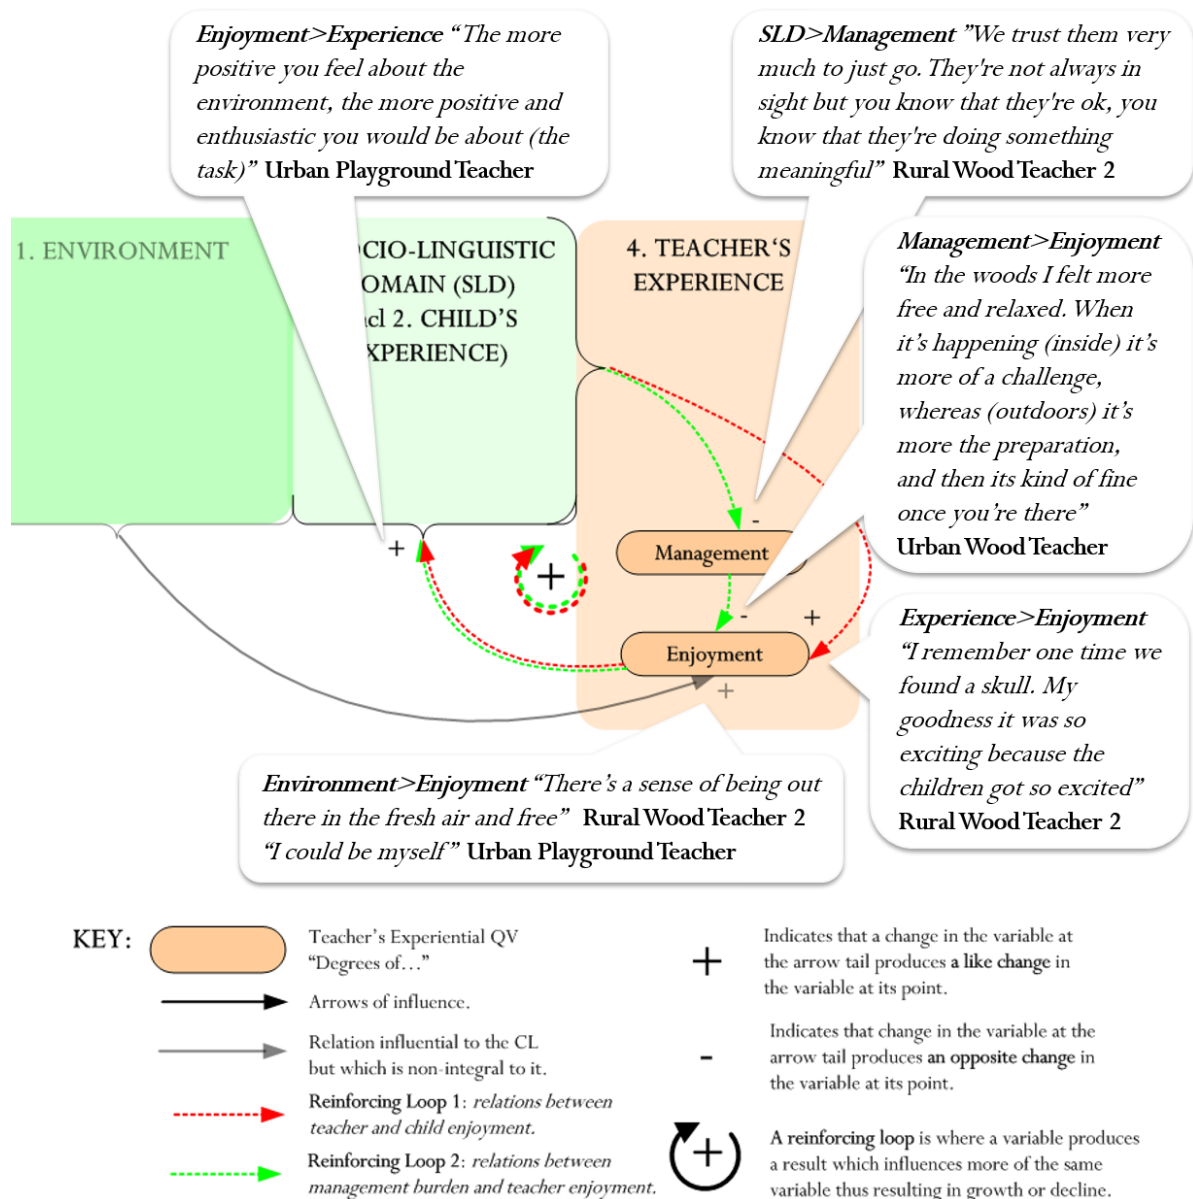 Enjoyment>Experience “The more
positive you feel about the
environment, the more positive and
enthusiastic you would be about (the
task)” Urban Playground Teacher
SLD>Management ”We trust them very
much to just go. They're not always in
sight but you know that they're ok, you
know that they're doing something
meaningful” Rural Wood Teacher 2
1. ENVIRONMENT
OCIO-LINGUISTIC
OMAIN (SLD)
ncl 2. CHILD'S
XPERIENCE)
4. TEACHER‘S
EXPERIENCE
Management>Enjoyment
“In the woods I felt more
free and relaxed. When
it’s happening (inside) it’s
more of a challenge,
whereas (outdoors) it’s
more the preparation,
and then its kind of fine
once you’re there”
Urban Wood Teacher
-
+
+
Management
-
+
Enjoyment
+
Experience>Enjoyment
“I remember one time we
found a skull. My
goodness it was so
exciting because the
children got so excited”
Rural Wood Teacher 2
Environment>Enjoyment “There’s a sense of being out
there in the fresh air and free” Rural Wood Teacher 2
“I could be myself” Urban Playground Teacher
KEY:
Teacher’s Experiential QV
“Degrees of…”
Arrows of influence.
Relation influential to the CL
but which is non-integral to it.
Reinforcing Loop 1: relations between
teacher and child enjoyment.
Reinforcing Loop 2: relations between
management burden and teacher enjoyment.
+
Indicates that a change in the variable at
the arrow tail produces a like change in
the variable at its point.
-
Indicates that change in the variable at the
arrow tail produces an opposite change in
the variable at its point.
+
A reinforcing loop is where a variable produces
a result which influences more of the same
variable thus resulting in growth or decline.